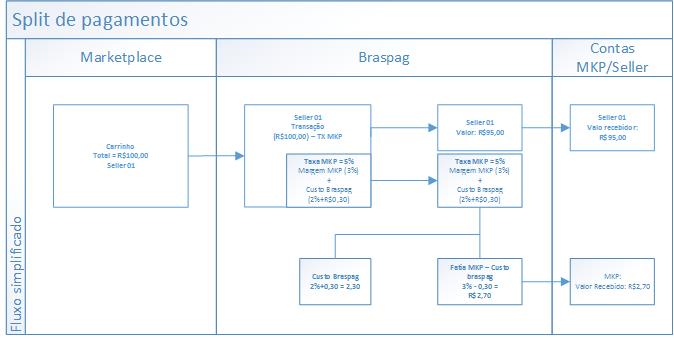 Split de pagamentos
Marketplace
Braspag
Contas
MKP/Seller
Fluxo simplificado
Carrinho
Total = R$100,00
Seller 01
Seller 01
Transação
(R$100,00) – TX MKP
Taxa MKP = 5%
Margem MKP (3%)
+
Custo Braspag
(2%+R$0,30)
Seller 01
Valor: R$95,00
Taxa MKP = 5%
Margem MKP (3%)
+
Custo Braspag
(2%+R$0,30)
Seller 01
Valo recebidor:
R$95,00
Custo Braspag
2%+0,30 = 2,30
Fatia MKP – Custo
braspag
3% - 0,30 =
R$2,70
MKP:
Valor Recebido: R$2,70